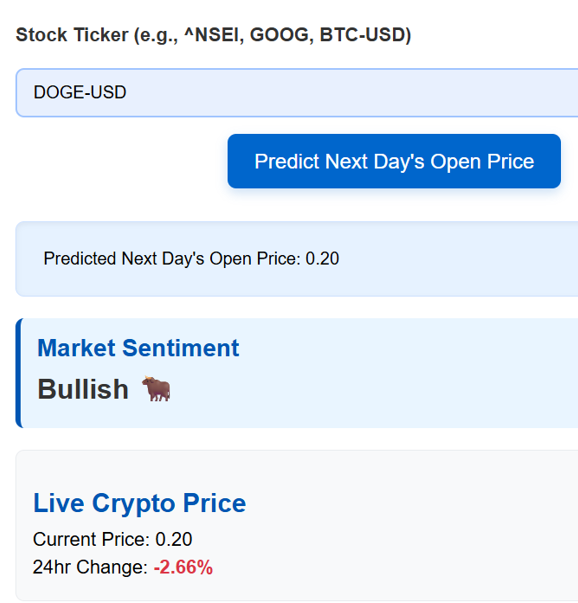 Stock Ticker (e.g., ^NSEI, GOOG, BTC-USD)
DOGE-USD
Predict Next Day's Open Price
Predicted Next Day's Open Price: 0.20
Market Sentiment
Bullish 🐂
Live Crypto Price
Current Price: 0.20
24hr Change: -2.66%